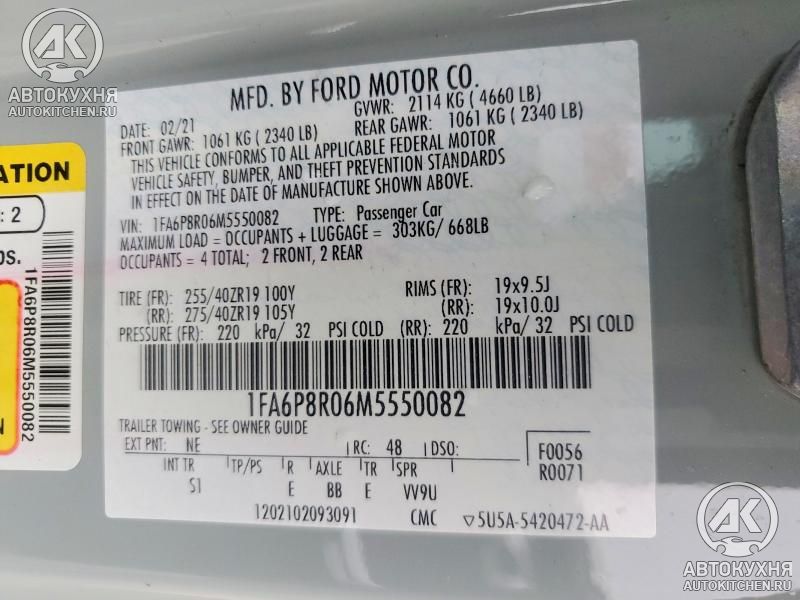 AK
АВТОКУХНЯ
AUTOKITCHEN.RU
ATION
: 2
DS.
1FA6P8R06M5550082
N
MFD. BY FORD MOTOR CO.
DATE: 02/21 GVWR: 2114 KG ( 4660 LB)
FRONT GAWR: 1061 KG ( 2340 LB) REAR GAWR: 1061 KG ( 2340 LB)
THIS VEHICLE CONFORMS TO ALL APPLICABLE FEDERAL MOTOR
VEHICLE SAFETY, BUMPER, AND THEFT PREVENTION STANDARDS
IN EFFECT ON THE DATE OF MANUFACTURE SHOWN ABOVE.
VIN: 1FA6P8R06M5550082 TYPE: Passenger Car
MAXIMUM LOAD = OCCUPANTS + LUGGAGE = 303KG/ 668LB
OCCUPANTS = 4 TOTAL; 2 FRONT, 2 REAR
TIRE (FR): 255/40ZR19 100Y RIMS (FR): 19x9.5J
(RR): 275/40ZR19 105Y (RR): 19x10.0J
PRESSURE (FR): 220 kPa/ 32 PSI COLD (RR): 220 kPa/ 32 PSI COLD
1FA6P8R06M5550082
TRAILER TOWING - SEE OWNER GUIDE
EXT PNT: NE RC: 48 DSO: F0056
INT TR TP/PS R AXLE TR SPR R0071
S1 E BB E VV9U
1202102093091 CMC ▽5U5A-5420472-AA
AK
АВТОКУХНЯ
AUTOKITCHEN.RU